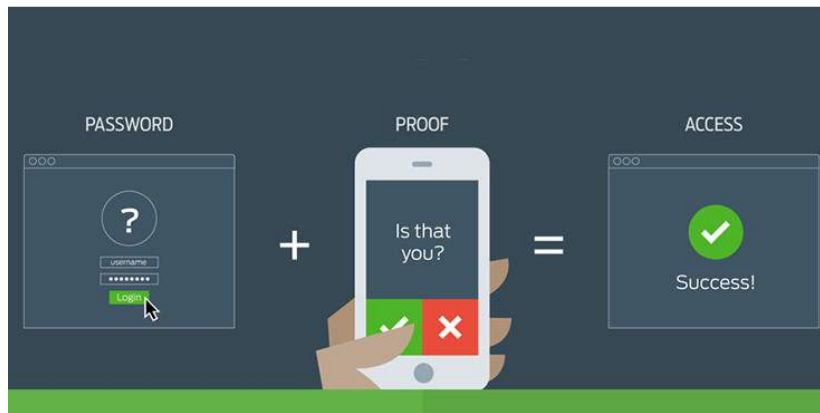 PASSWORD
PROOF
ACCESS
?
username
Login
+
Is that
you?
=
Success!